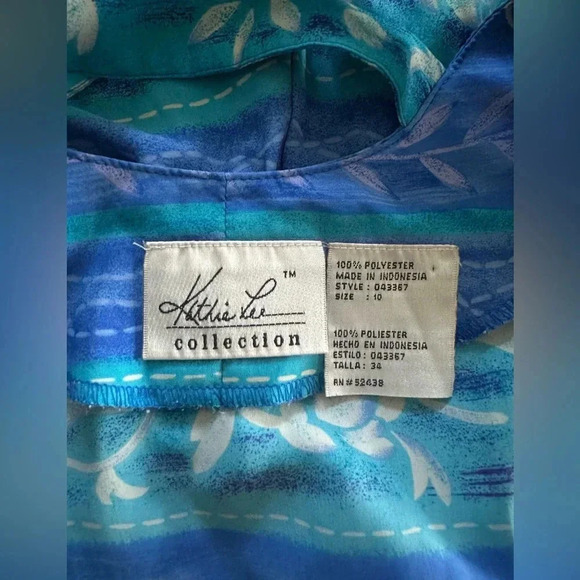 Kathie Lee ™
collection
100% POLYESTER
MADE IN INDONESIA
STYLE : 043367
SIZE : 10
100% POLIESTER
HECHO EN INDONESIA
ESTILO : 043367
TALLA : 34
RN # 52438